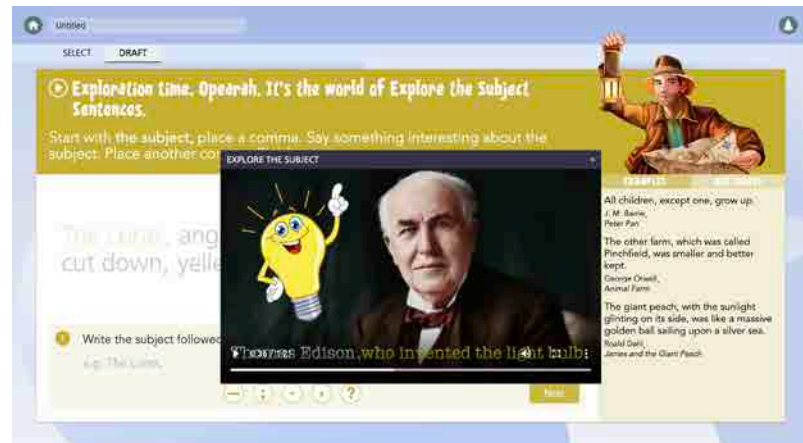 Untitled
SELECT DRAFT
Exploration time. Opearah. It's the world of Explore the Subject
Sentences.
Start with the subject, place a comma. Say something interesting about the
subject. Place another
EXPLORE THE SUBJECT
The Lorax, ang
cut down, yelle
Thomas Edison, who invented the light bulb
Write the subject followed
e.g. The Lorax,
— ; - , ?
Next
EXAMPLES
All children, except one, grow up.
J. M. Barrie,
Peter Pan
The other farm, which was called
Pinchfield, was smaller and better
kept.
George Orwell,
Animal Farm
The giant peach, with the sunlight
glinting on its side, was like a massive
golden ball sailing upon a silver sea.
Roald Dahl,
James and the Giant Peach